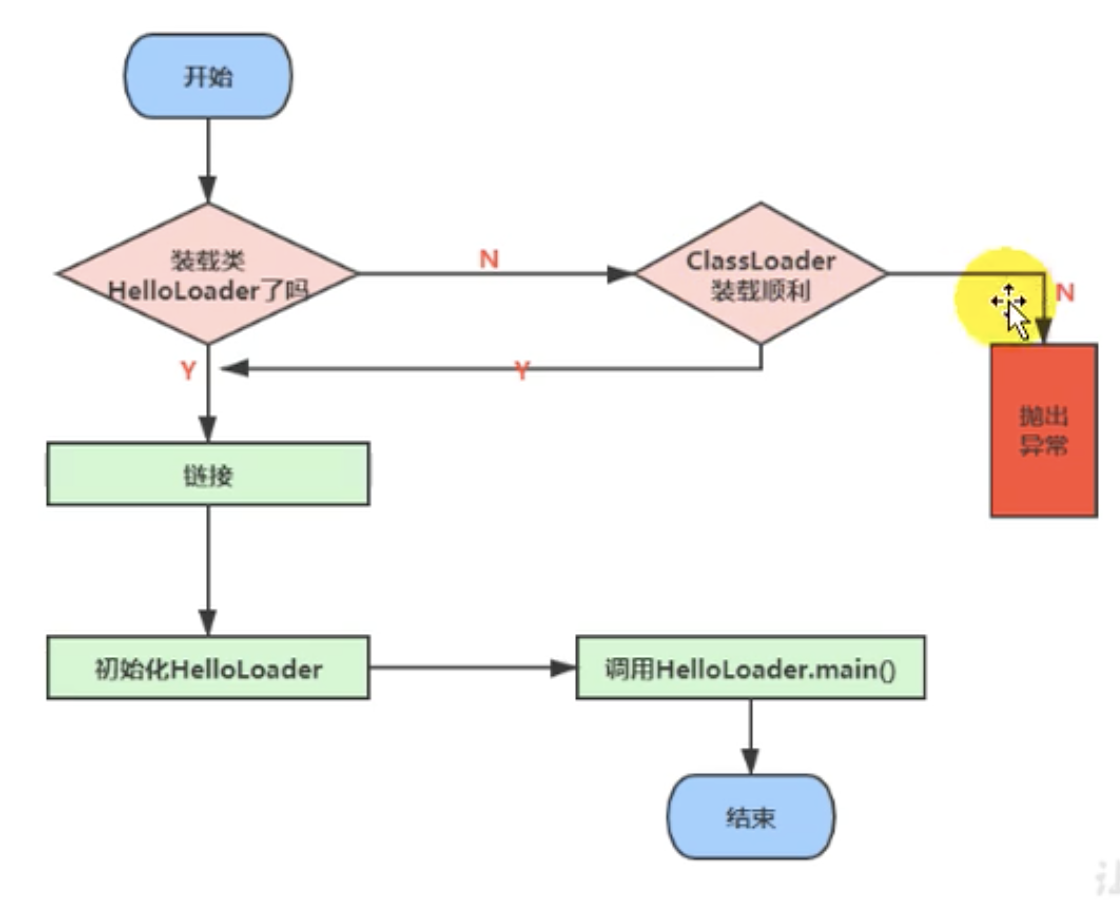 开始
装载类
HelloLoader了吗
N
ClassLoader
装载顺利
N
Y
Y
抛出
异常
链接
初始化HelloLoader
调用HelloLoader.main()
结束